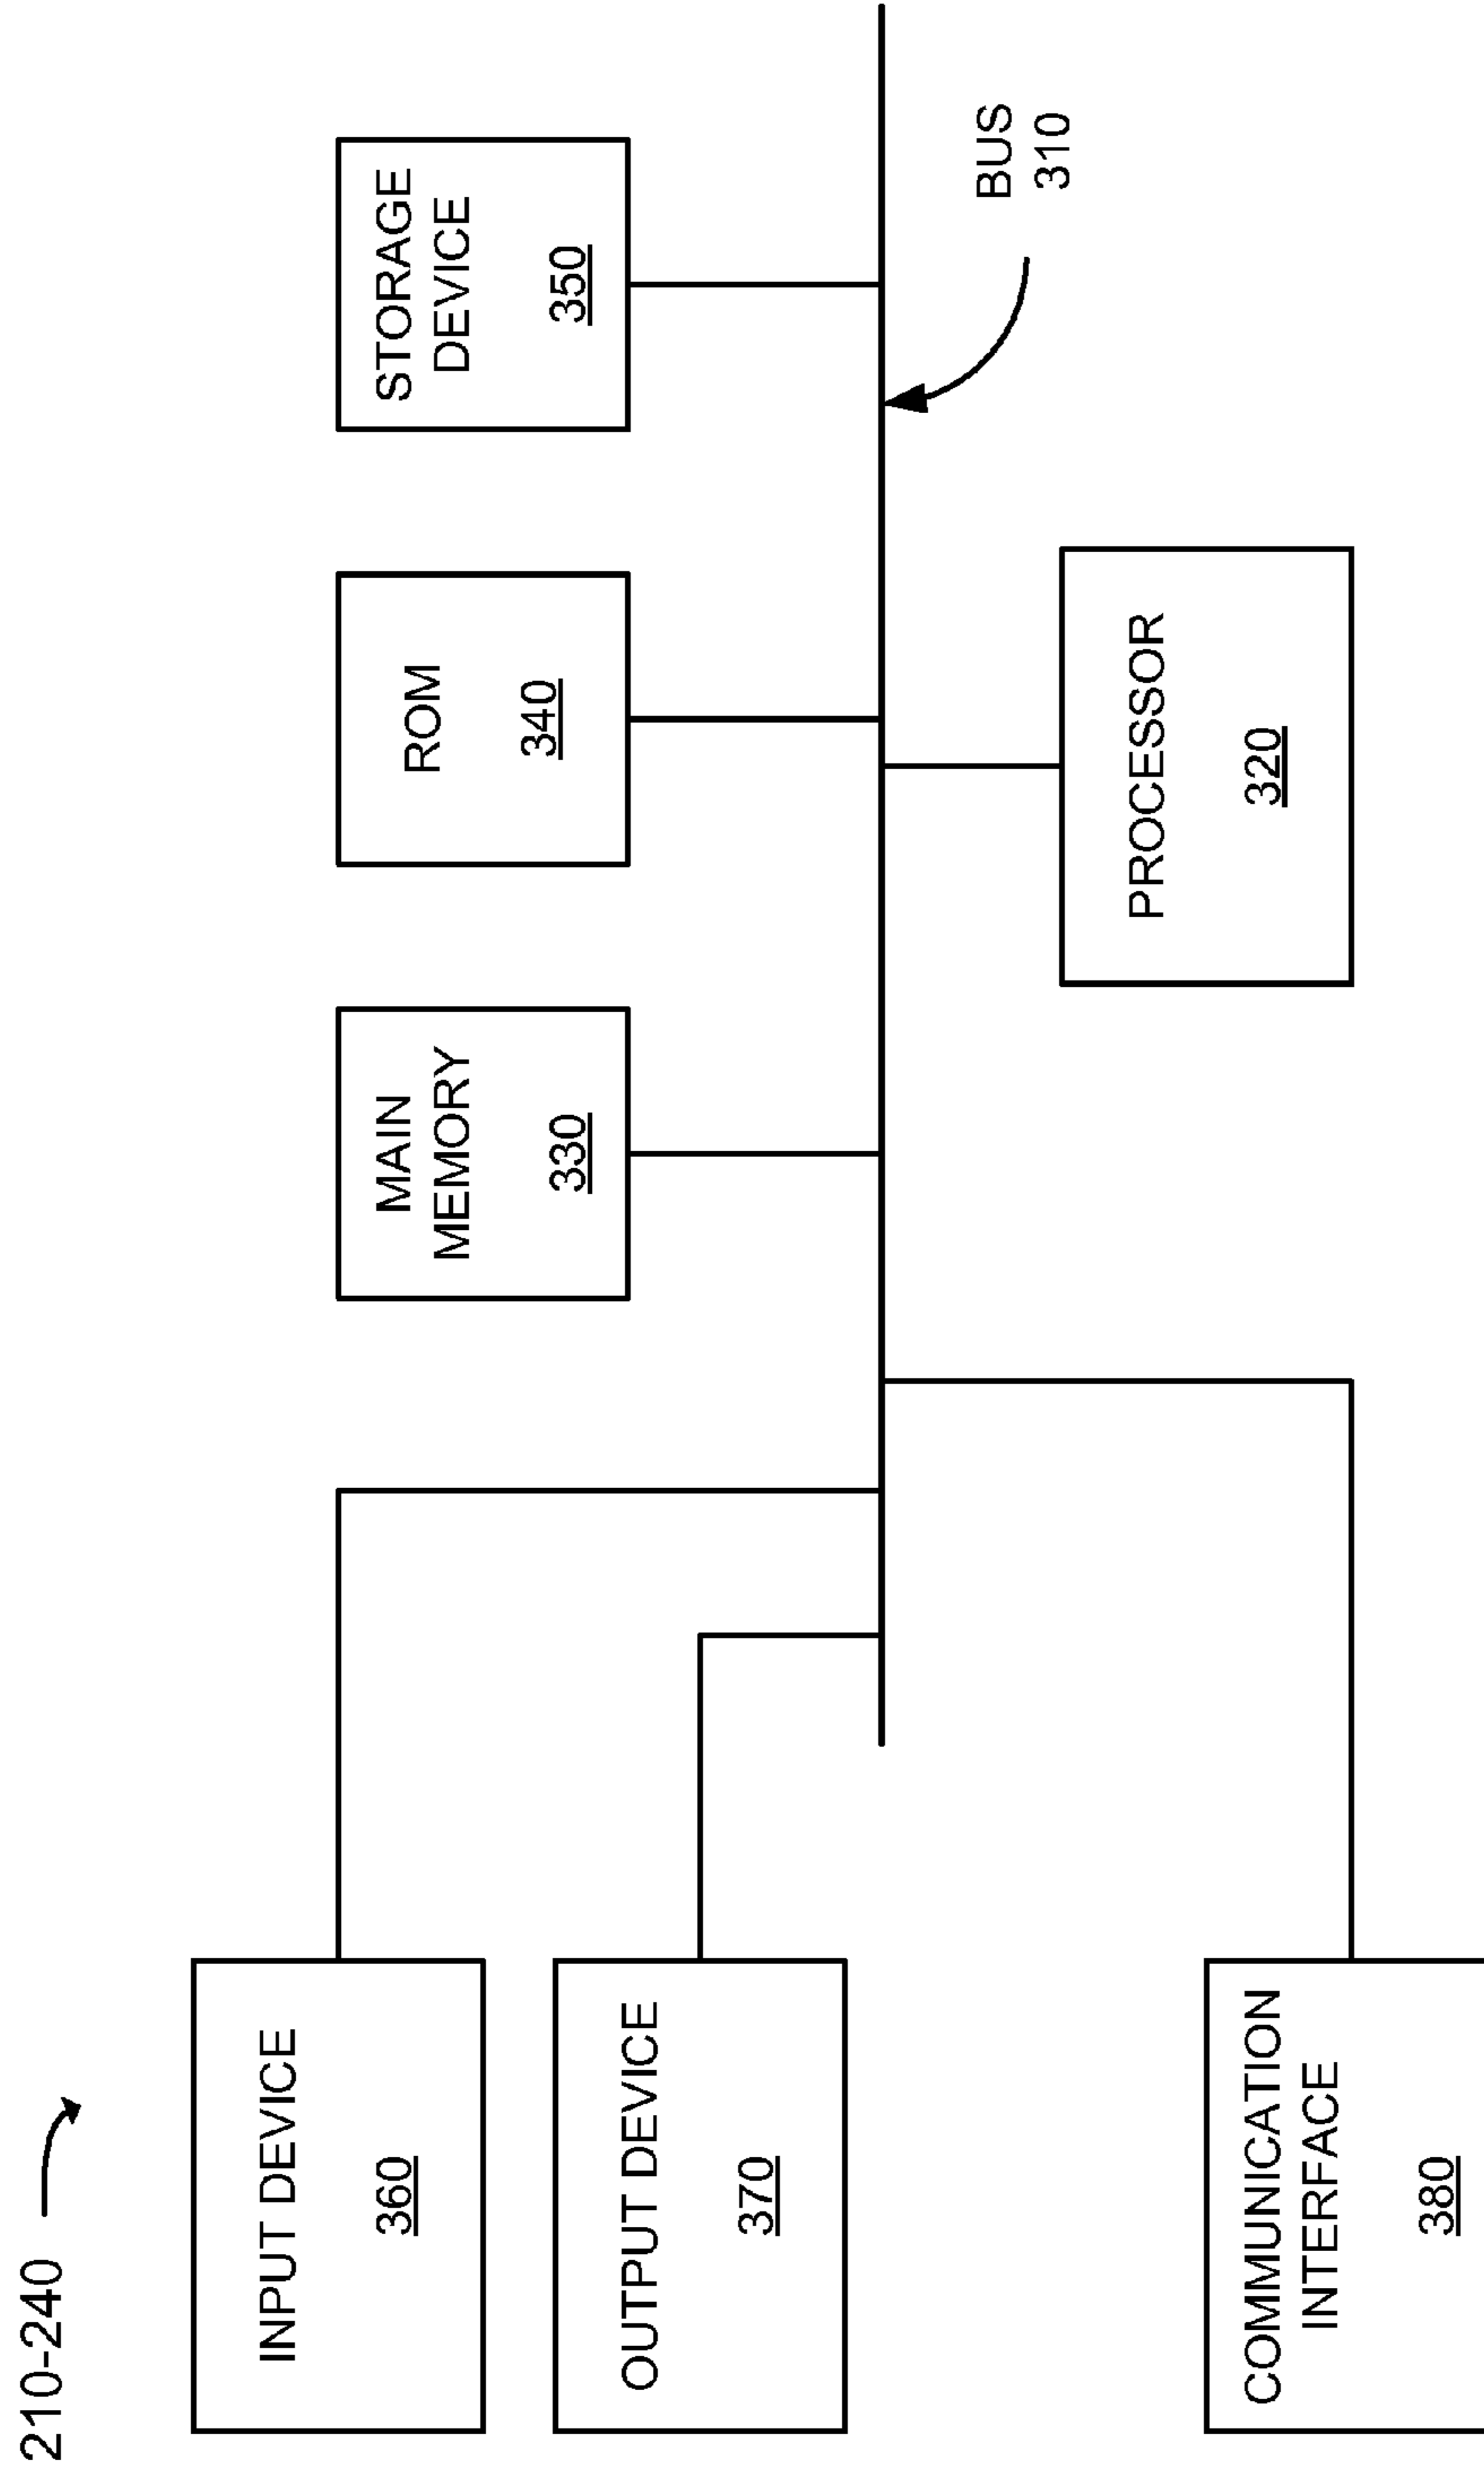 210-240
INPUT DEVICE
360
OUTPUT DEVICE
370
COMMUNICATION
INTERFACE
380
MAIN
MEMORY
330
ROM
340
STORAGE
DEVICE
350
PROCESSOR
320
BUS
310